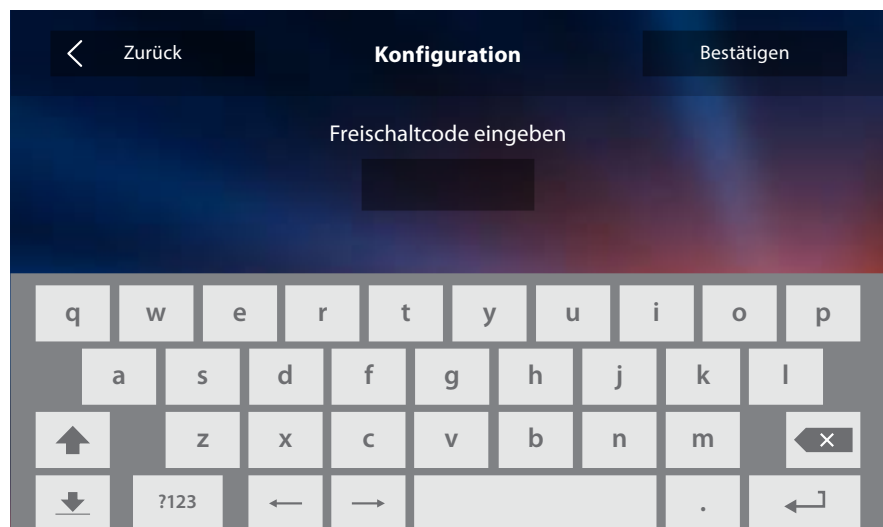 Zurück Konfiguration Bestätigen
Freischaltcode eingeben
q w e r t y u i o p
a s d f g h j k l
z x c v b n m
?123 .